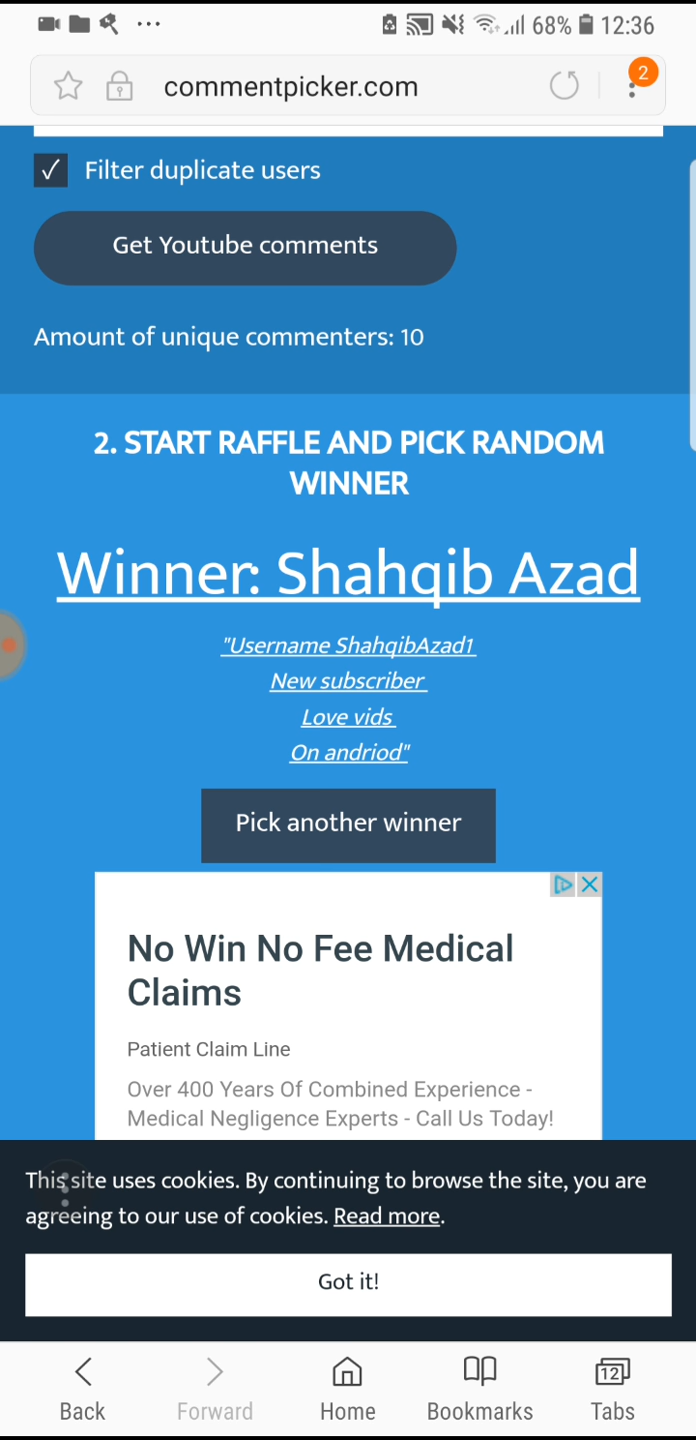 ... 68% 12:36
commentpicker.com 2
✓ Filter duplicate users
Get Youtube comments
Amount of unique commenters: 10
2. START RAFFLE AND PICK RANDOM
WINNER
Winner: Shahqib Azad
"Username ShahqibAzad1
New subscriber
Love vids
On andriod"
Pick another winner
No Win No Fee Medical
Claims
Patient Claim Line
Over 400 Years Of Combined Experience -
Medical Negligence Experts - Call Us Today!
This site uses cookies. By continuing to browse the site, you are
agreeing to our use of cookies. Read more.
Got it!
12
Back Forward Home Bookmarks Tabs